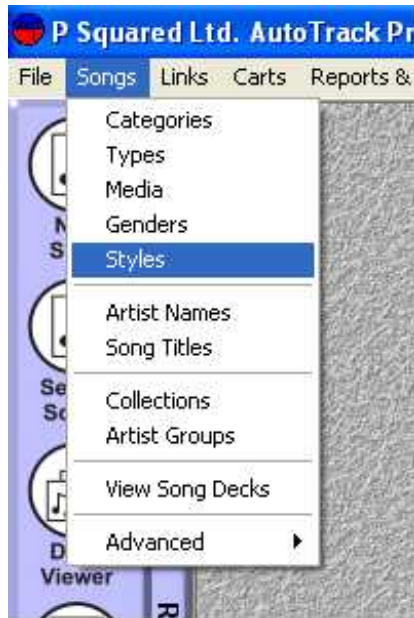 P Squared Ltd. AutoTrack Pr
File Songs Links Carts Reports &
Categories
Types
Media
Genders
Styles
Artist Names
Song Titles
Collections
Artist Groups
View Song Decks
Advanced
Viewer